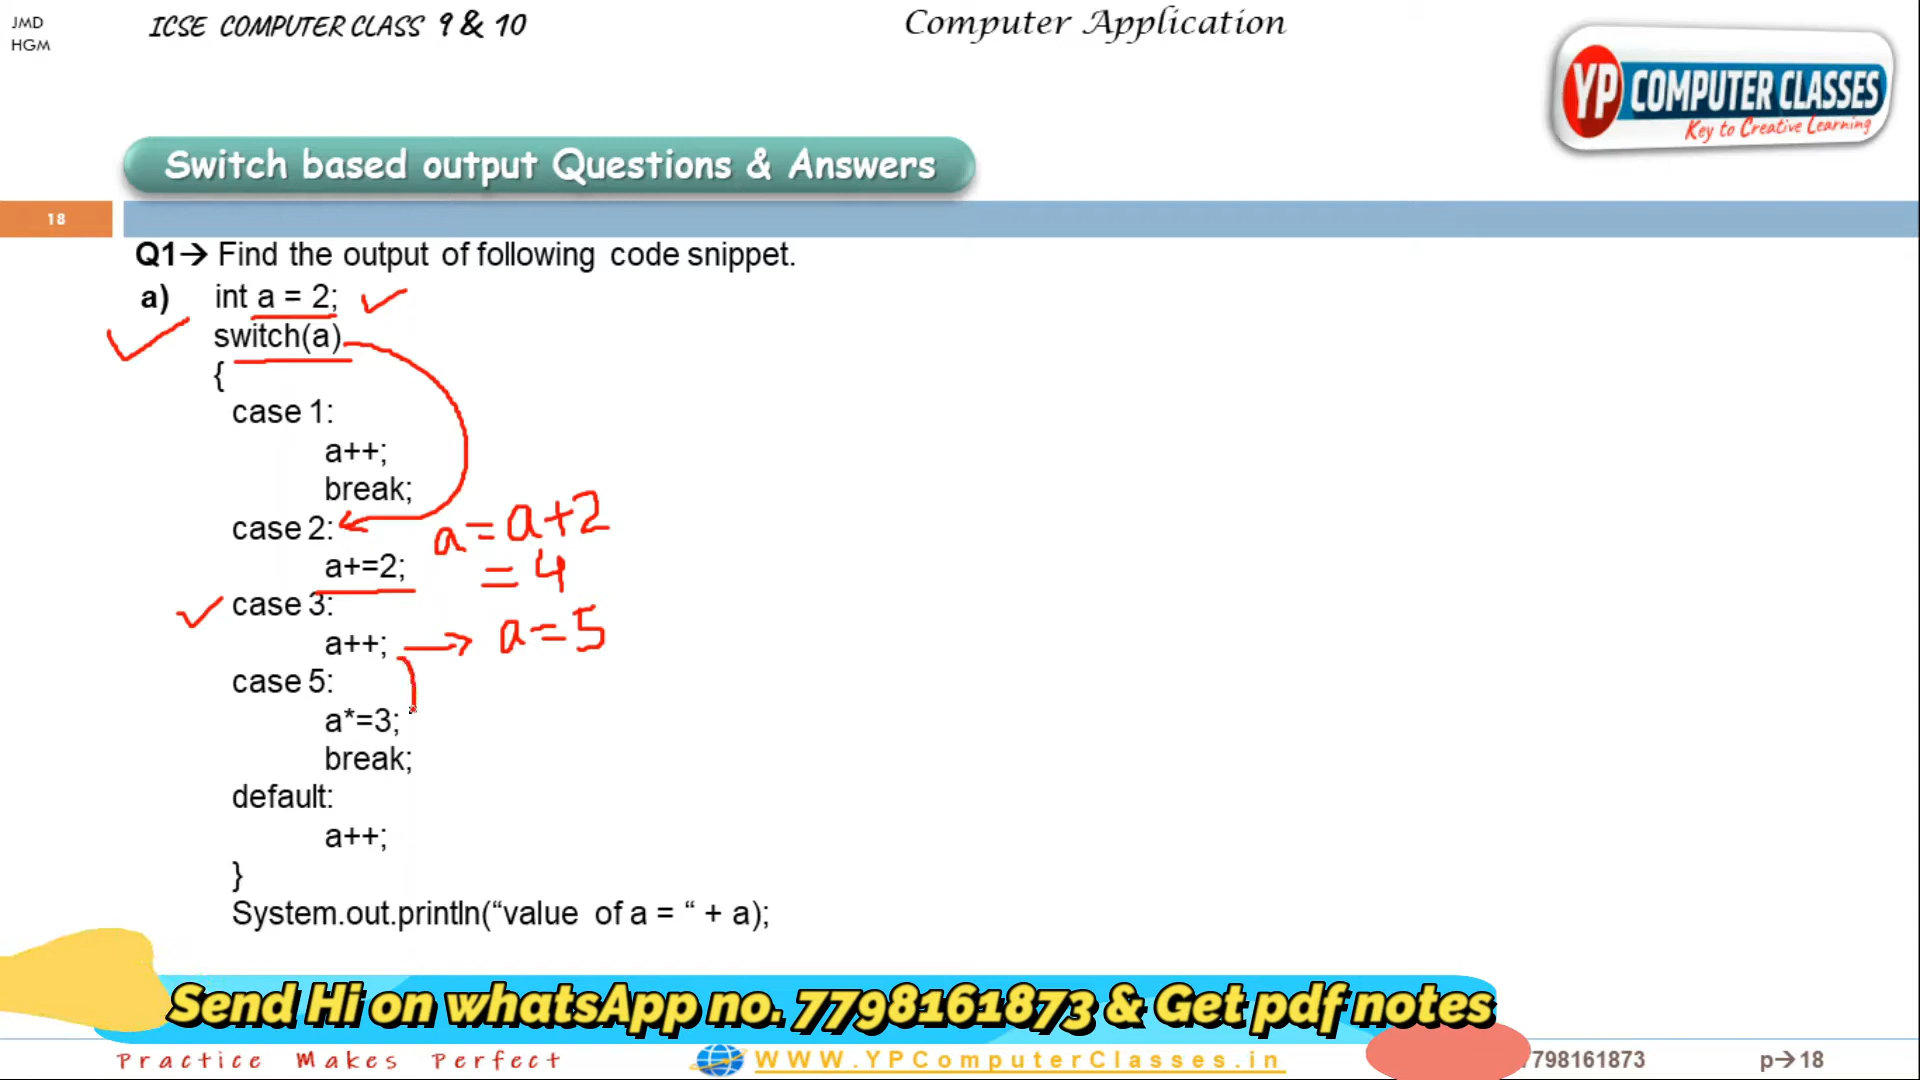 JMD
HGM
ICSE COMPUTER CLASS 9 & 10
Computer Application
YP COMPUTER CLASSES
Key to Creative Learning
Switch based output Questions & Answers
18
Q1→ Find the output of following code snippet.
a) int a = 2;
switch(a)
{
case 1:
a++;
break;
case 2:
a=a+2
a+=2;
=4
case 3:
a++; → a=5
case 5:
a*=3;
break;
default:
a++;
}
System.out.println(“value of a = “ + a);
Send Hi on whatsApp no. 7798161873 & Get pdf notes
Practice Makes Perfect
WWW.YPComputerClasses.in
798161873
p→18